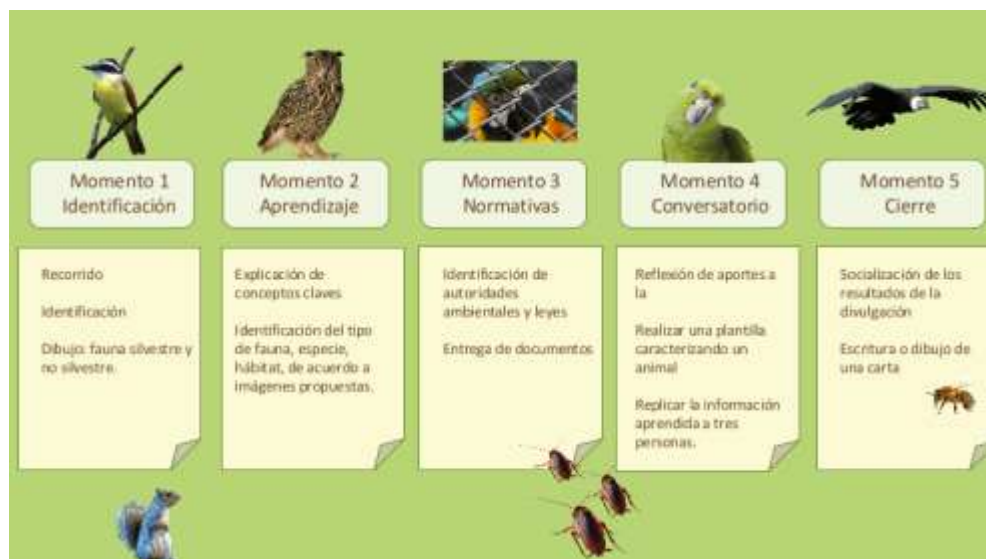 Momento 1
Identificación
Momento 2
Aprendizaje
Momento 3
Normativas
Momento 4
Conversatorio
Momento 5
Cierre
Recorrido
Identificación
Dibujo: fauna silvestre y
no silvestre.
Explicación de
conceptos claves
Identificación del tipo
de fauna, especie,
hábitat, de acuerdo a
imágenes propuestas.
Identificación de
autoridades
ambientales y leyes
Entrega de documentos
Reflexión de aportes a
la
Realizar una plantilla
caracterizando un
animal
Replicar la información
aprendida a tres
personas.
Socialización de los
resultados de la
divulgación
Escritura o dibujo de
una carta